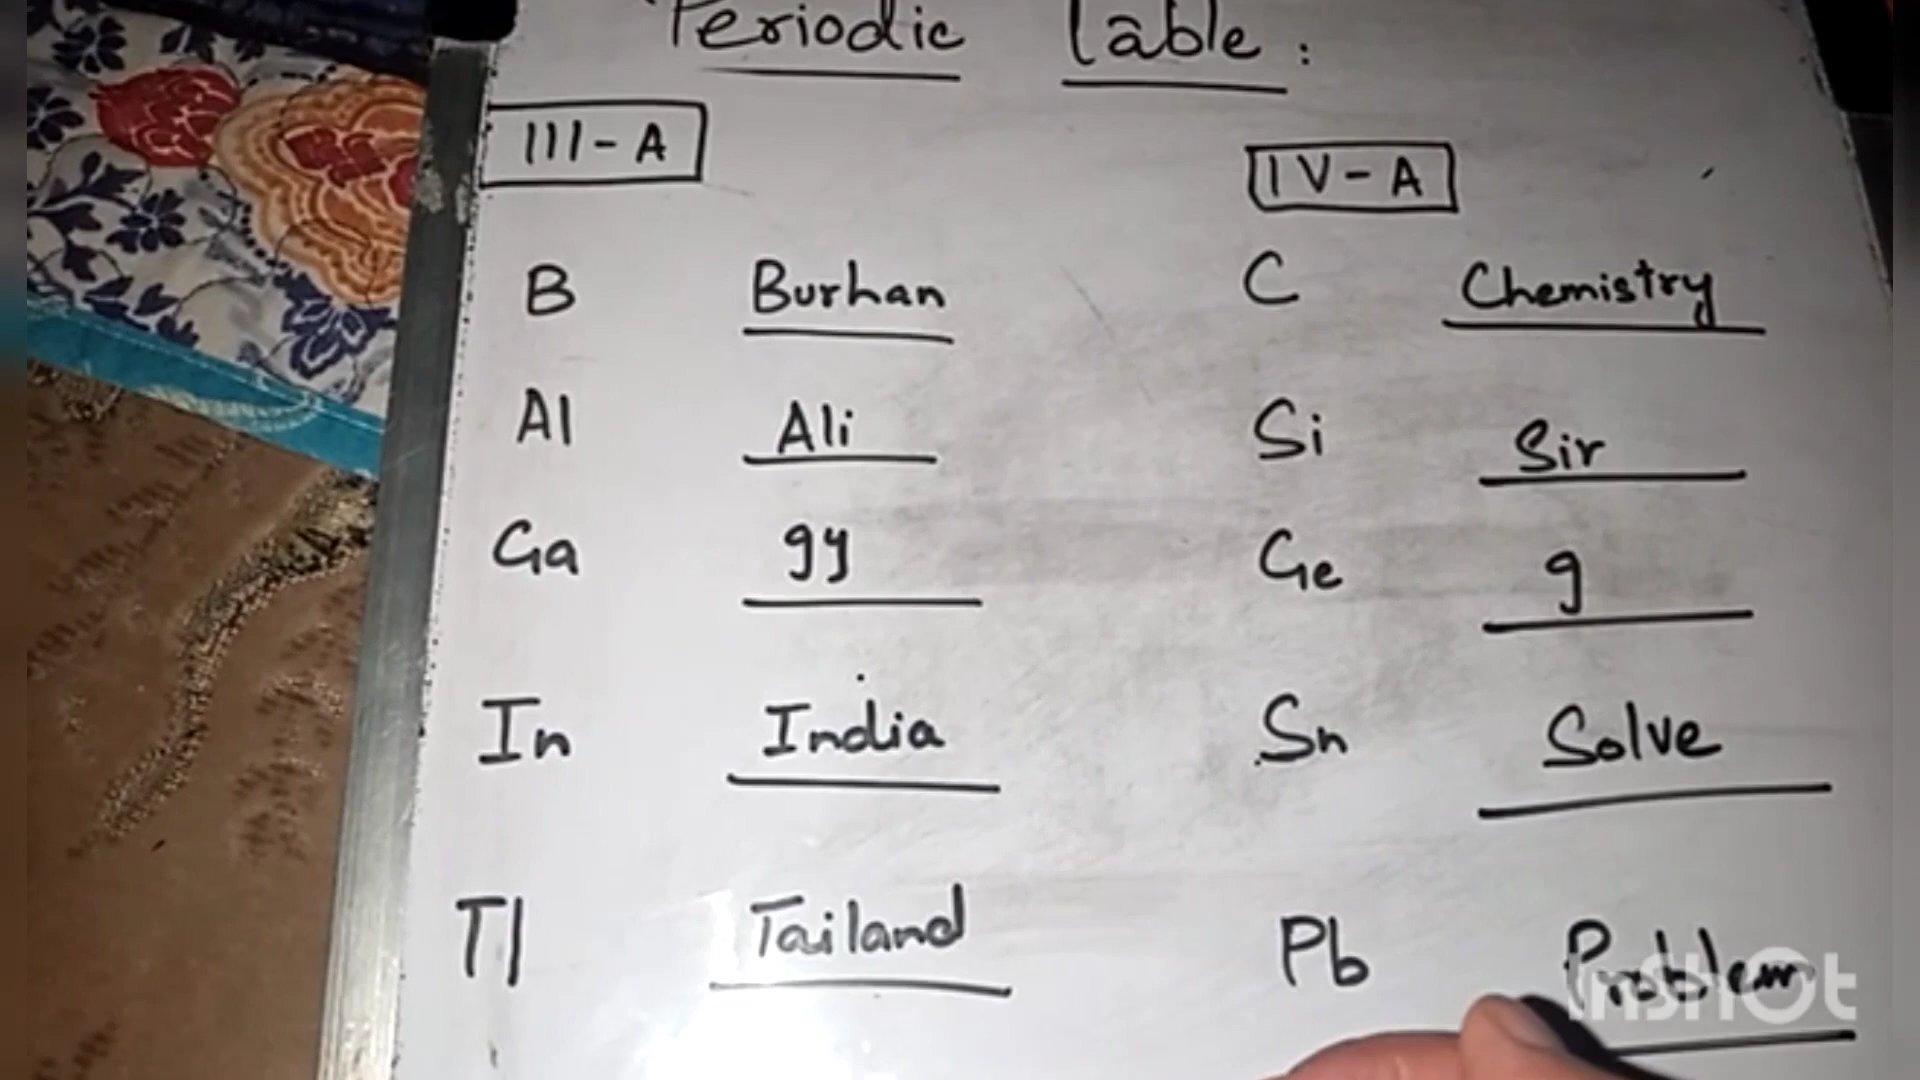 Periodic Table :
III-A
IV-A
B Burhan C Chemistry
Al Ali Si Sir
Ga gy Ge g
In India Sn Solve
Tl Tailand Pb Problem
InShOt